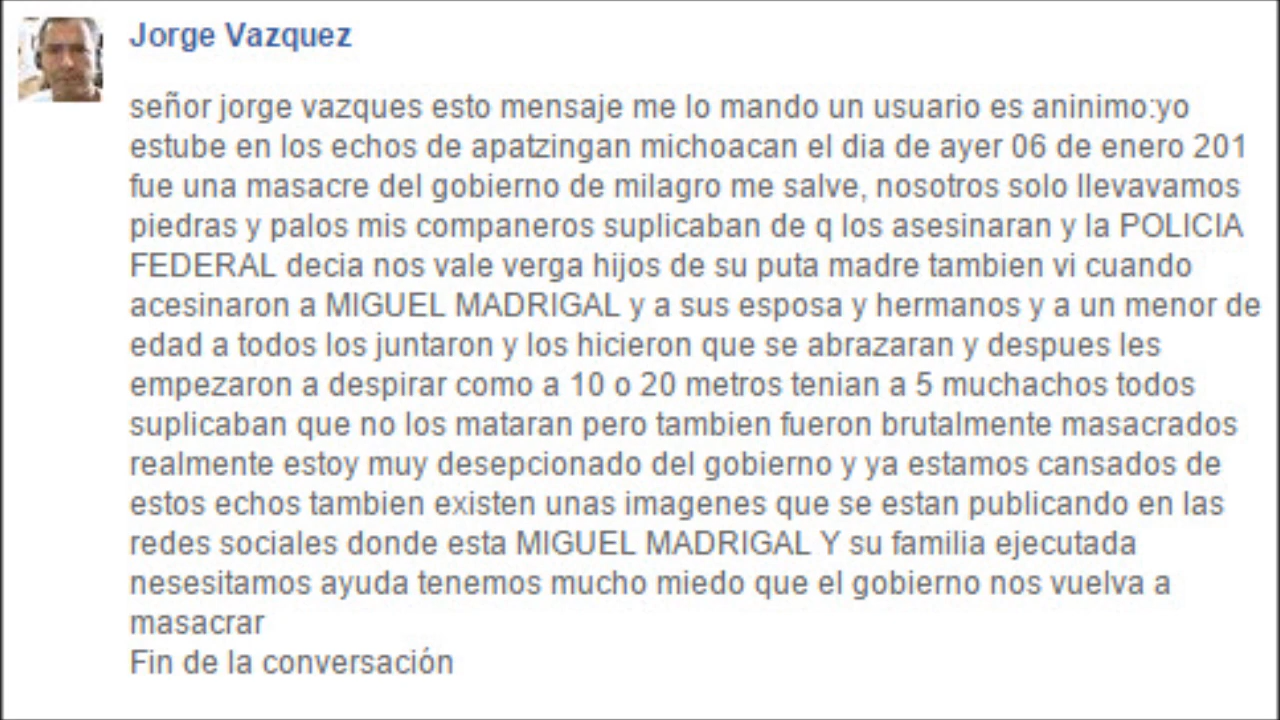 Jorge Vazquez
señor jorge vazques esto mensaje me lo mando un usuario es aninimo:yo
estube en los echos de apatzingan michoacan el dia de ayer 06 de enero 201
fue una masacre del gobierno de milagro me salve, nosotros solo llevavamos
piedras y palos mis companeros suplicaban de q los asesinaran y la POLICIA
FEDERAL decia nos vale verga hijos de su puta madre tambien vi cuando
acesinaron a MIGUEL MADRIGAL y a sus esposa y hermanos y a un menor de
edad a todos los juntaron y los hicieron que se abrazaran y despues les
empezaron a despirar como a 10 o 20 metros tenian a 5 muchachos todos
suplicaban que no los mataran pero tambien fueron brutalmente masacrados
realmente estoy muy desepcionado del gobierno y ya estamos cansados de
estos echos tambien existen unas imagenes que se estan publicando en las
redes sociales donde esta MIGUEL MADRIGAL Y su familia ejecutada
nesesitamos ayuda tenemos mucho miedo que el gobierno nos vuelva a
masacrar
Fin de la conversación